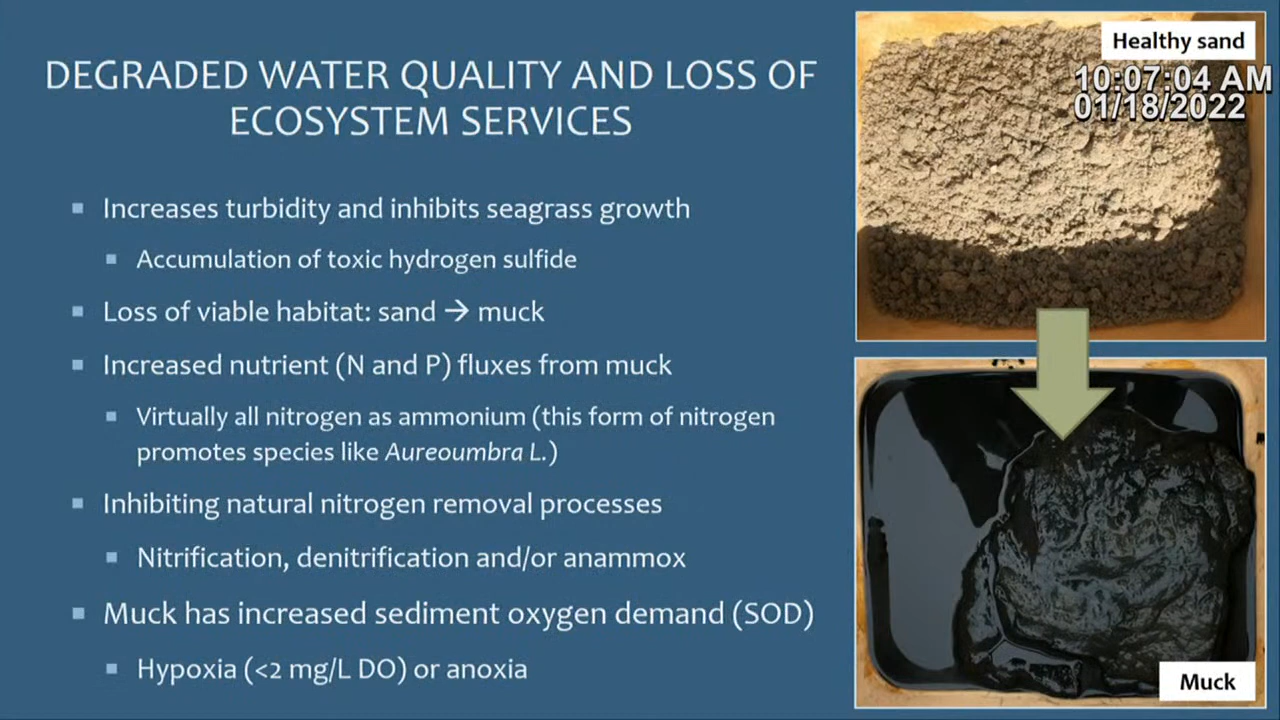 DEGRADED WATER QUALITY AND LOSS OF
ECOSYSTEM SERVICES
Increases turbidity and inhibits seagrass growth
Accumulation of toxic hydrogen sulfide
Loss of viable habitat: sand → muck
Increased nutrient (N and P) fluxes from muck
Virtually all nitrogen as ammonium (this form of nitrogen
promotes species like Aureoumbra L.)
Inhibiting natural nitrogen removal processes
Nitrification, denitrification and/or anammox
Muck has increased sediment oxygen demand (SOD)
Hypoxia (<2 mg/L DO) or anoxia
Healthy sand
10:07:04 AM
01/18/2022
Muck